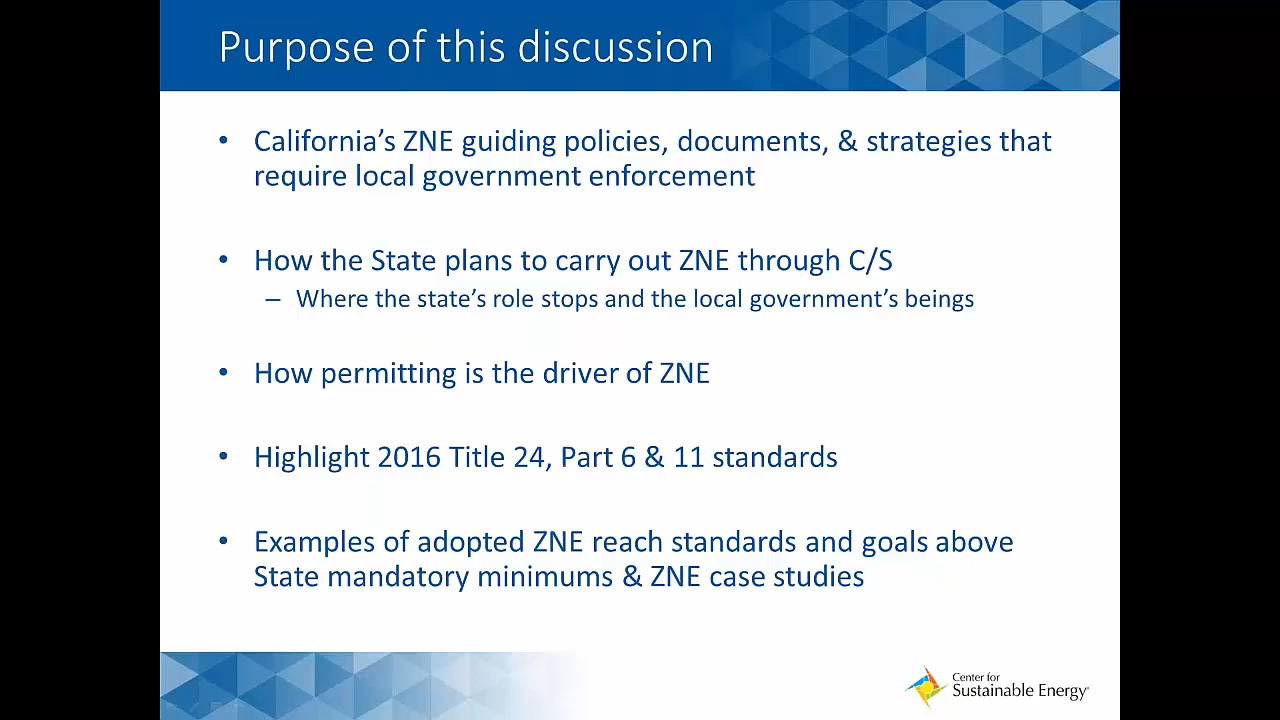 Purpose of this discussion
• California’s ZNE guiding policies, documents, & strategies that
require local government enforcement
• How the State plans to carry out ZNE through C/S
– Where the state’s role stops and the local government’s beings
• How permitting is the driver of ZNE
• Highlight 2016 Title 24, Part 6 & 11 standards
• Examples of adopted ZNE reach standards and goals above
State mandatory minimums & ZNE case studies
Center for
Sustainable Energy